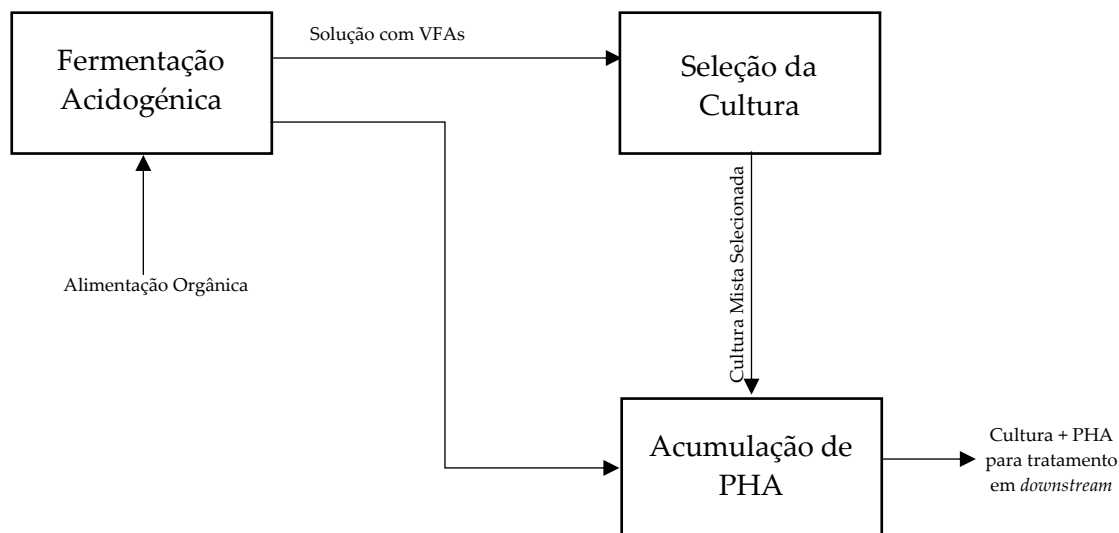 Solução com VFAs
Fermentação
Acidogénica
Seleção da
Cultura
Cultura Mista Selecionada
Alimentação Orgânica
Acumulação de
PHA
Cultura + PHA
para tratamento
em downstream